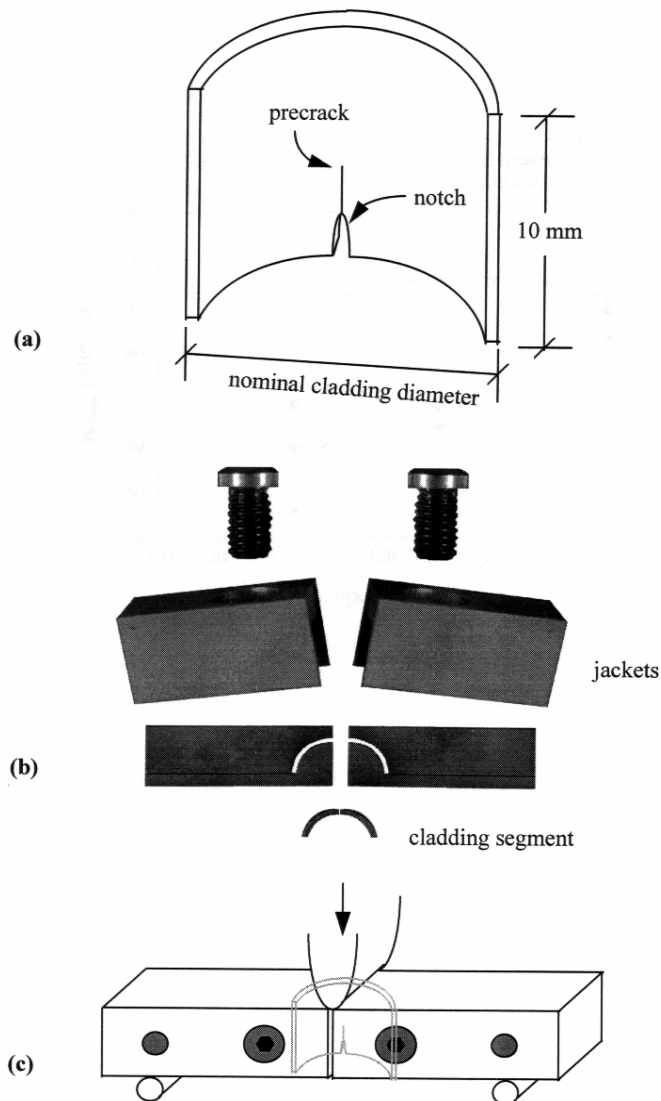 precrack
notch
10 mm
(a)
nominal cladding diameter
jackets
(b)
cladding segment
(c)